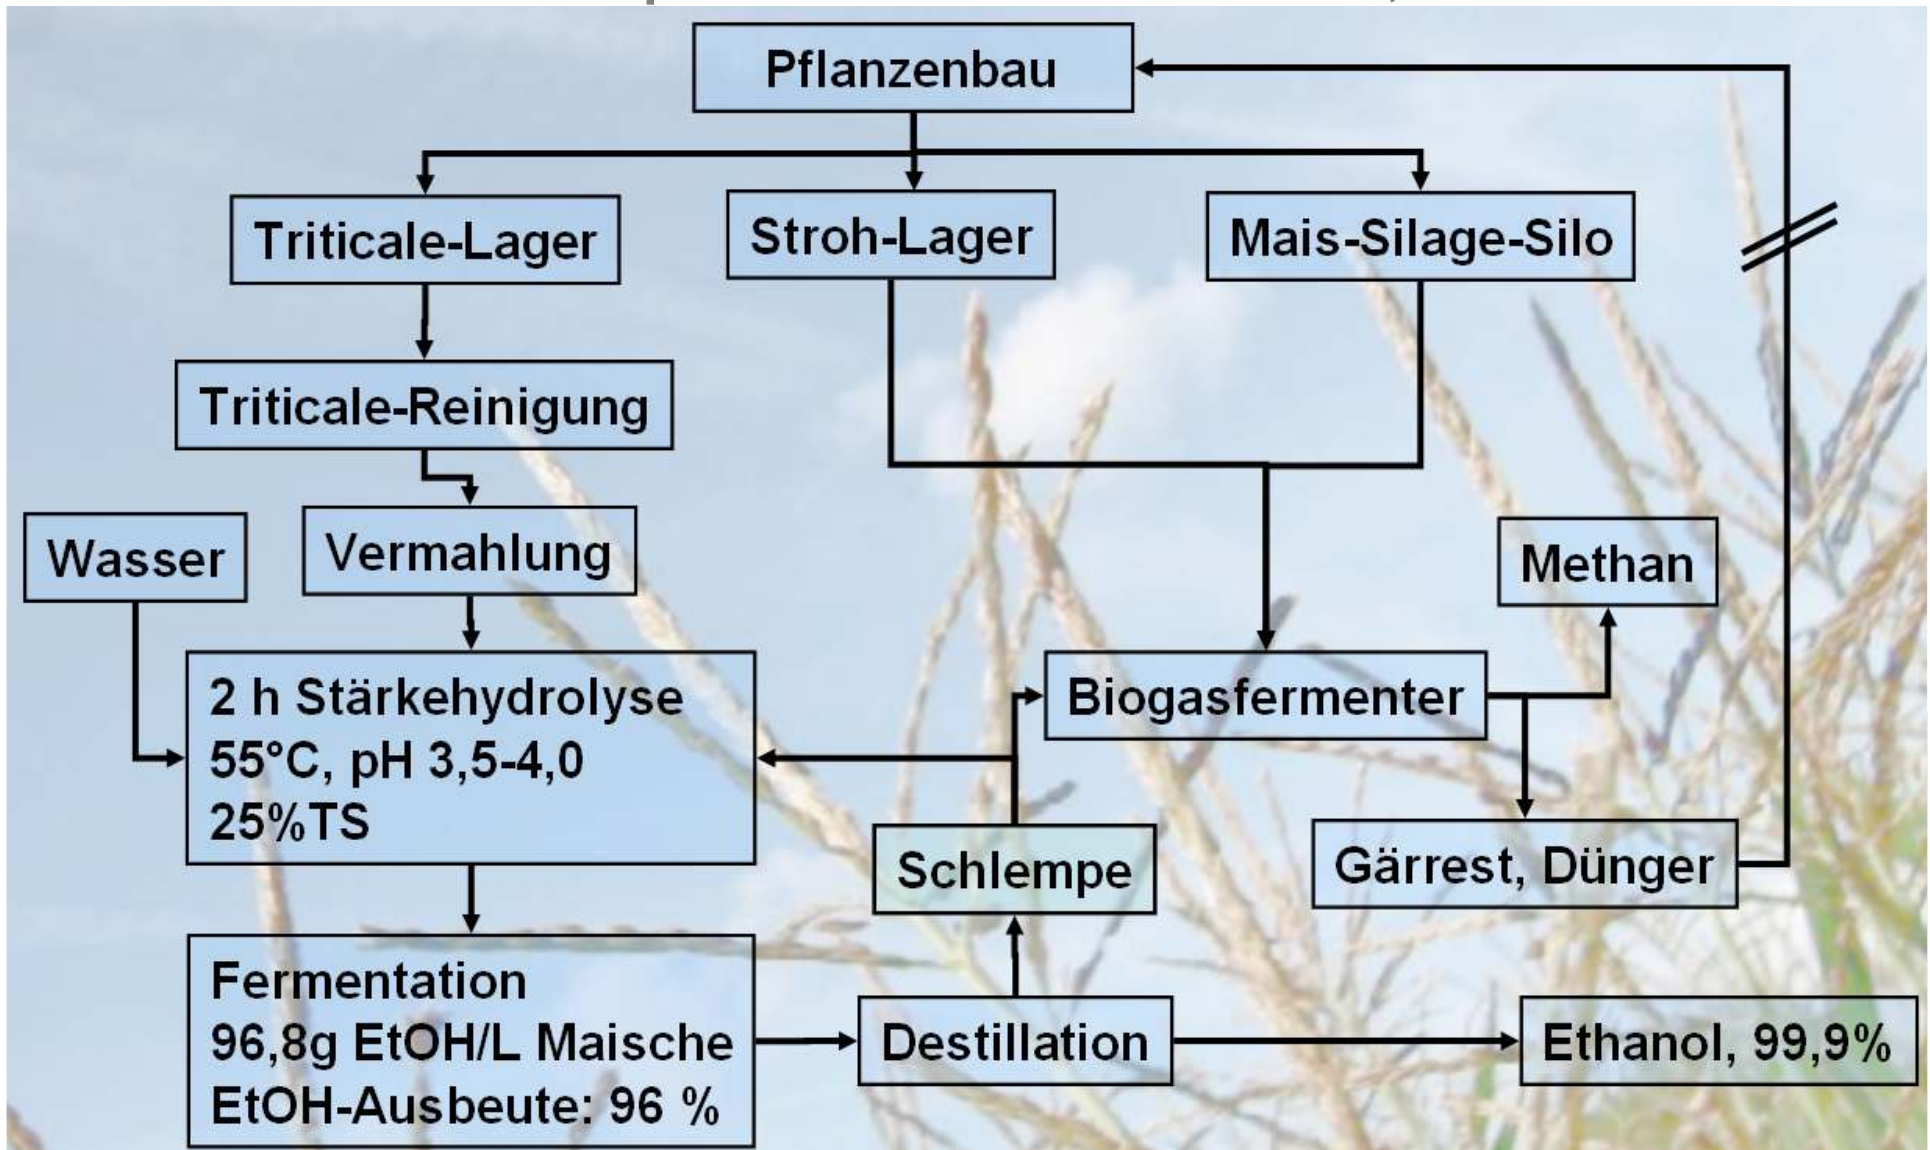 Pflanzenbau
Triticale-Lager
Stroh-Lager
Mais-Silage-Silo
Triticale-Reinigung
Wasser
Vermahlung
Methan
2 h Stärkehydrolyse
55°C, pH 3,5-4,0
25%TS
Biogasfermenter
Schlempe
Gärrest, Dünger
Fermentation
96,8g EtOH/L Maische
EtOH-Ausbeute: 96 %
Destillation
Ethanol, 99,9%